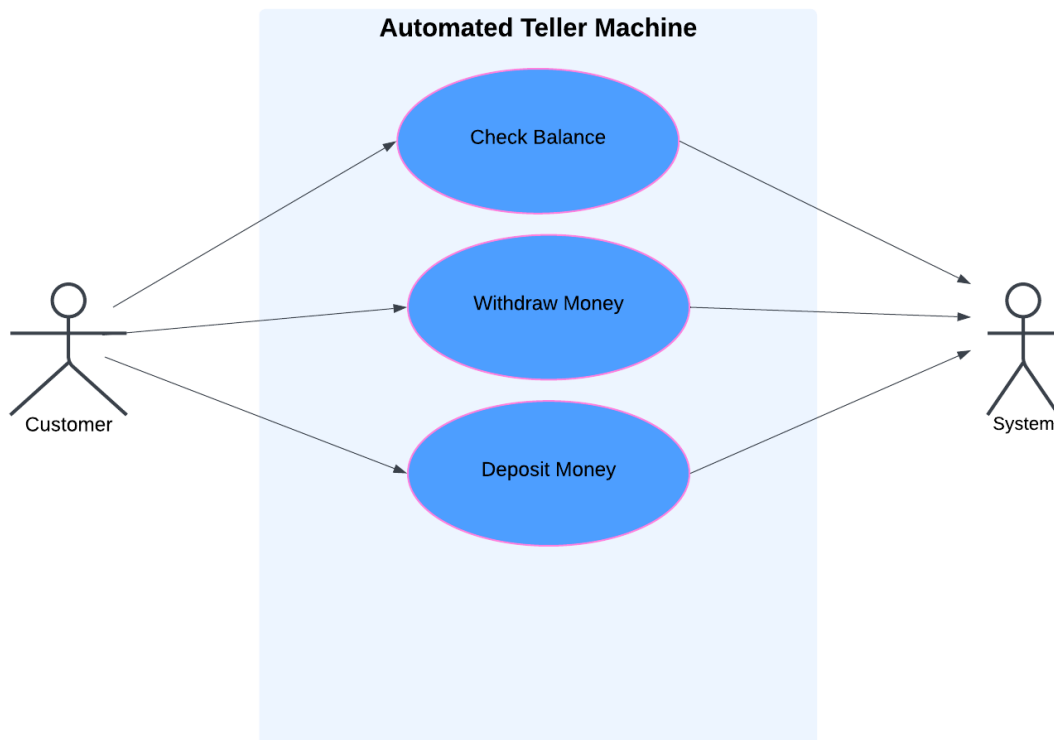 Automated Teller Machine
Check Balance
Withdraw Money
Customer
System
Deposit Money